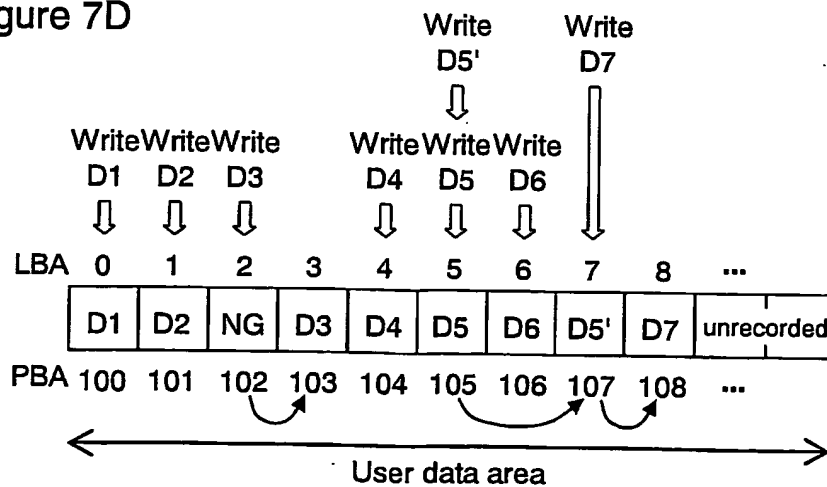 gure 7D
Write Write
D5' D7
Write Write Write Write Write Write
D1 D2 D3 D4 D5 D6
LBA 0 1 2 3 4 5 6 7 8 ...
D1 D2 NG D3 D4 D5 D6 D5' D7 unrecorded
PBA 100 101 102 103 104 105 106 107 108 ...
User data area